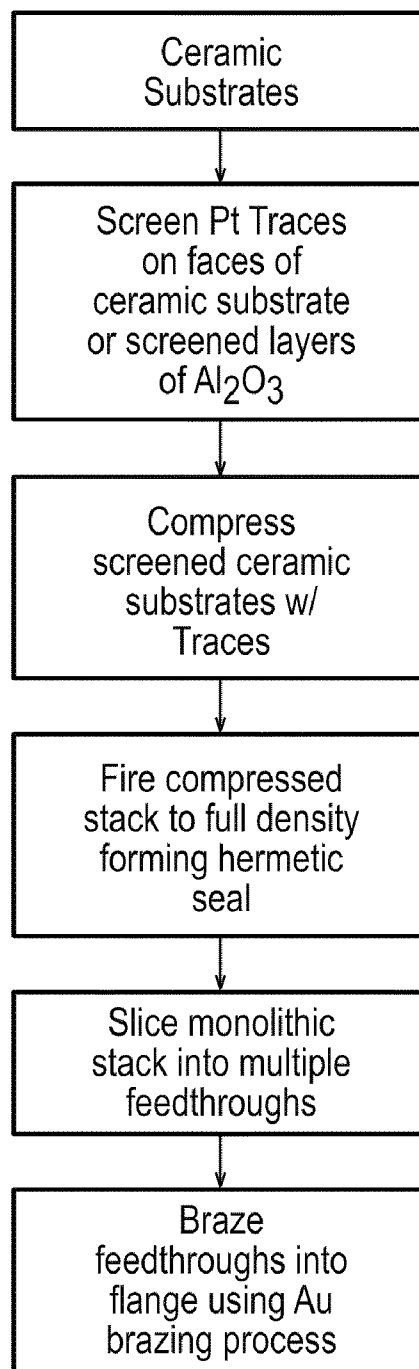 Ceramic
Substrates
Screen Pt Traces
on faces of
ceramic substrate
or screened layers
of Al2O3
Compress
screened ceramic
substrates w/
Traces
Fire compressed
stack to full density
forming hermetic
seal
Slice monolithic
stack into multiple
feedthroughs
Braze
feedthroughs into
flange using Au
brazing process